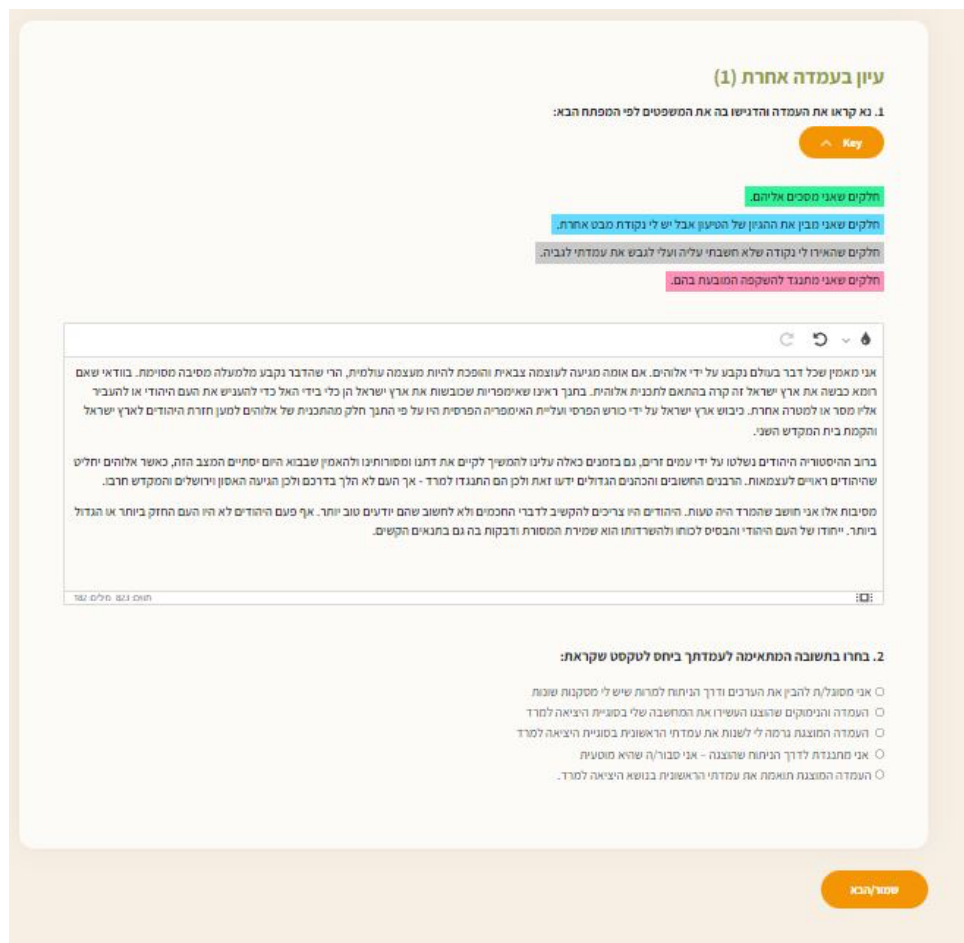 עיון בעמדה אחרת (1)
1. נא קראו את העמדה והדגישו בה את המשפטים לפי המפתח הבא:
Key
חלקים שאני מסכים אליהם.
חלקים שאני מבין את ההגיון של הטיעון אבל יש לי נקודת מבט אחרת.
חלקים שהאירו לי נקודה שלא חשבתי עליה ועלי לגבש את עמדתי לגביה.
חלקים שאני מתנגד להשקפה המובעת בהם.
אני מאמין שכל דבר בעולם נקבע על ידי אלוהים. אם אומה מגיעה לעוצמה צבאית והופכת להיות מעצמה עולמית, הרי שהדבר נקבע מלמעלה מסיבה מסוימת. בוודאי שאם
רומא כבשה את ארץ ישראל זה קרה בהתאם לתכנית אלוהית. בתנך ראינו שאימפריות שכובשות את ארץ ישראל הן כלי בידי האל כדי להעניש את העם היהודי או להעביר
אליו מסר או למטרה אחרת. כיבוש ארץ ישראל על ידי כורש הפרסי ועליית האימפריה הפרסית היו על פי התנך חלק מהתכנית של אלוהים למען חזרת היהודים לארץ ישראל
והקמת בית המקדש השני.
ברוב ההיסטוריה היהודים נשלטו על ידי עמים זרים, גם בזמנים כאלה עלינו להמשיך לקיים את דתנו ומסורותינו ולהאמין שבבוא היום יסתיים המצב הזה, כאשר אלוהים יחליט
שהיהודים ראויים לעצמאות. הרבנים החשובים והכהנים הגדולים ידעו זאת ולכן הם התנגדו למרד - אך העם לא הלך בדרכם ולכן הגיעה האסון וירושלים והמקדש חרבו.
מסיבות אלו אני חושב שהמרד היה טעות. היהודים היו צריכים להקשיב לדברי החכמים ולא לחשוב שהם יודעים טוב יותר. אף פעם היהודים לא היו העם החזק ביותר או הגדול
ביותר. ייחודו של העם היהודי והבסיס לכוחו ולהשרדותו הוא שמירת המסורת ודבקות בה גם בתנאים הקשים.
תווים: 823 מילים: 182
2. בחרו בתשובה המתאימה לעמדתך ביחס לטקסט שקראת:
אני מסוגל/ת להבין את הערכים ודרך הניתוח למרות שיש לי מסקנות שונות
העמדה והנימוקים שהוצגו העשירו את המחשבה שלי בסוגיית היציאה למרד
העמדה המוצגת גרמה לי לשנות את עמדתי הראשונית בסוגיית היציאה למרד
אני מתנגדת לדרך הניתוח שהוצגה – אני סבור/ה שהיא מוטעית
העמדה המוצגת תואמת את עמדתי הראשונית בנושא היציאה למרד.
שמור/הבא